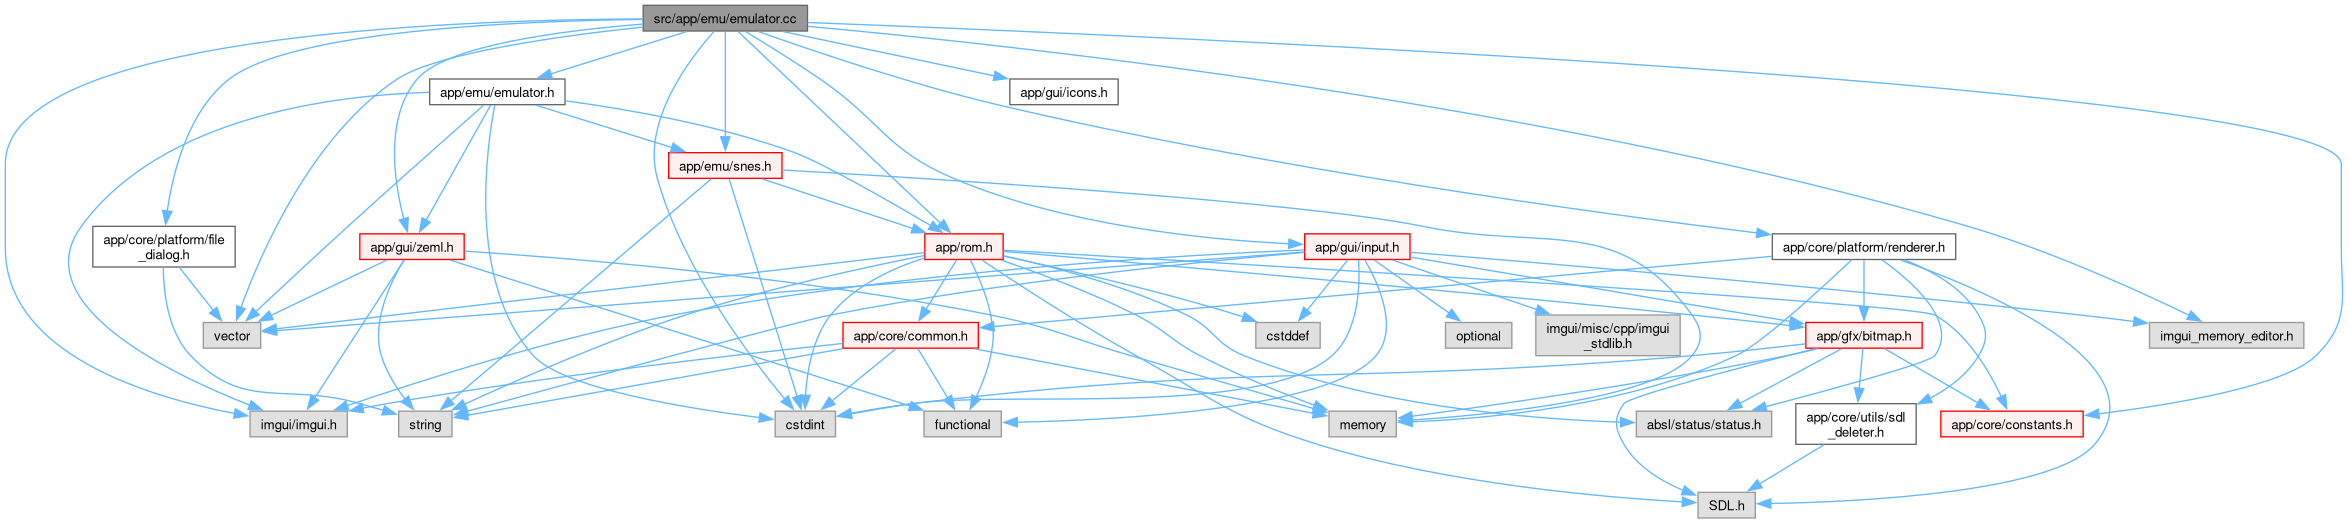 src/app/emu/emulator.cc
app/emu/emulator.h
app/gui/icons.h
app/emu/snes.h
app/core/platform/file
_dialog.h
app/gui/zeml.h
app/rom.h
app/gui/input.h
app/core/platform/renderer.h
vector
app/core/common.h
cstddef
optional
imgui/misc/cpp/imgui
_stdlib.h
app/gfx/bitmap.h
imgui_memory_editor.h
imgui/imgui.h
string
cstdint
functional
memory
absl/status/status.h
app/core/utils/sdl
_deleter.h
app/core/constants.h
SDL.h